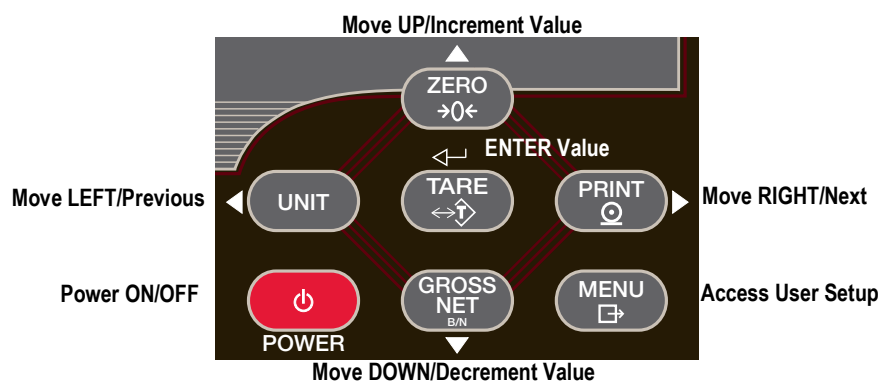 Move UP/Increment Value
ZERO
→0←
ENTER Value
Move LEFT/Previous
UNIT
TARE
T
PRINT
Move RIGHT/Next
Power ON/OFF
GROSS
NET
B/N
MENU
Access User Setup
POWER
Move DOWN/Decrement Value